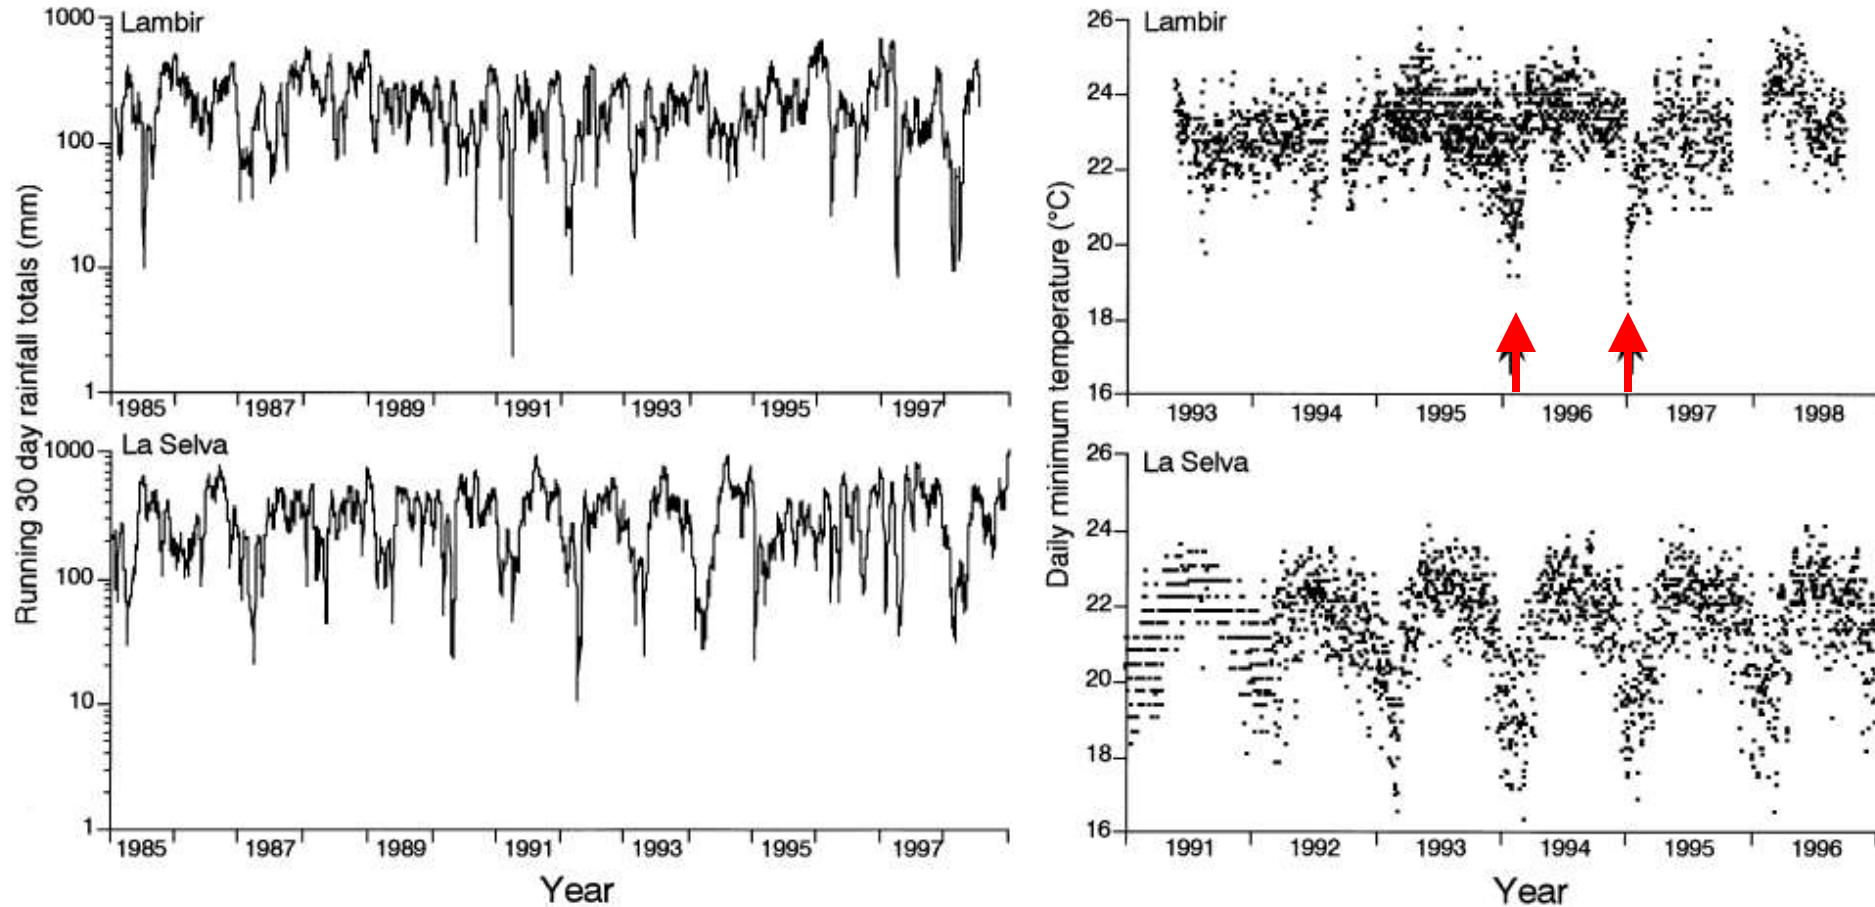 Running 30 day rainfall totals (mm)
Lambir
1000
100
10
1
1985 1987 1989 1991 1993 1995 1997
La Selva
1000
100
10
1
1985 1987 1989 1991 1993 1995 1997
Year
Daily minimum temperature (°C)
Lambir
26
24
22
20
18
16
1993 1994 1995 1996 1997 1998
La Selva
26
24
22
20
18
16
1991 1992 1993 1994 1995 1996
Year